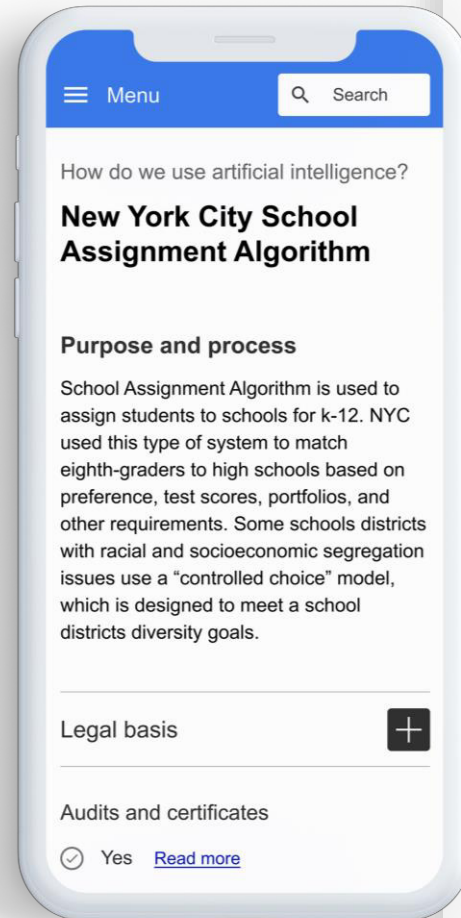 Menu
Search
How do we use artificial intelligence?
New York City School
Assignment Algorithm
Purpose and process
School Assignment Algorithm is used to
assign students to schools for k-12. NYC
used this type of system to match
eighth-graders to high schools based on
preference, test scores, portfolios, and
other requirements. Some schools districts
with racial and socioeconomic segregation
issues use a “controlled choice” model,
which is designed to meet a school
districts diversity goals.
Legal basis
Audits and certificates
Yes Read more